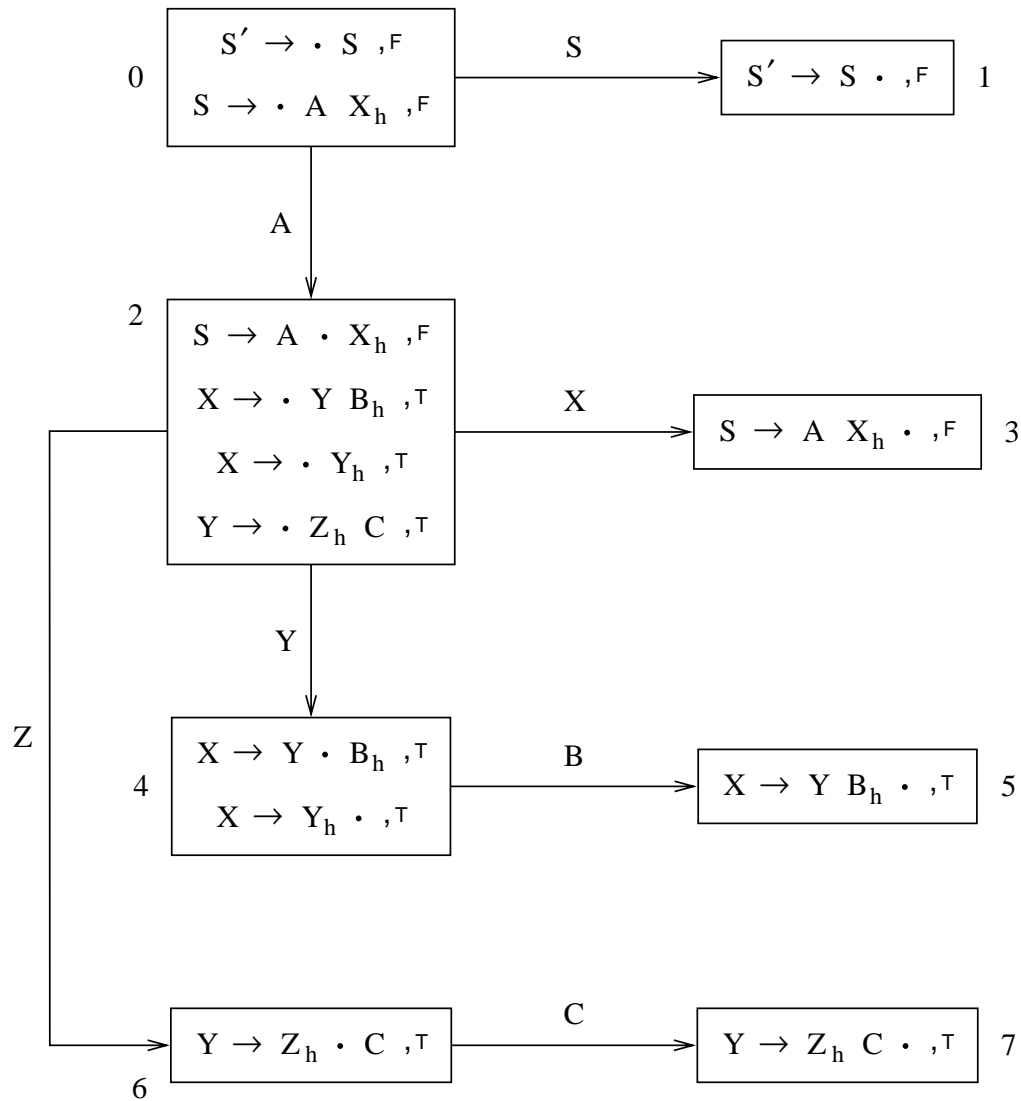 S′ → · S ,F
0
S → · A X_h ,F
S
S′ → S · ,F
1
A
2
S → A · X_h ,F
X → · Y B_h ,T
X → · Y_h ,T
Y → · Z_h C ,T
X
S → A X_h · ,F
3
Y
Z
4
X → Y · B_h ,T
X → Y_h · ,T
B
X → Y B_h · ,T
5
Y → Z_h · C ,T
6
C
Y → Z_h C · ,T
7